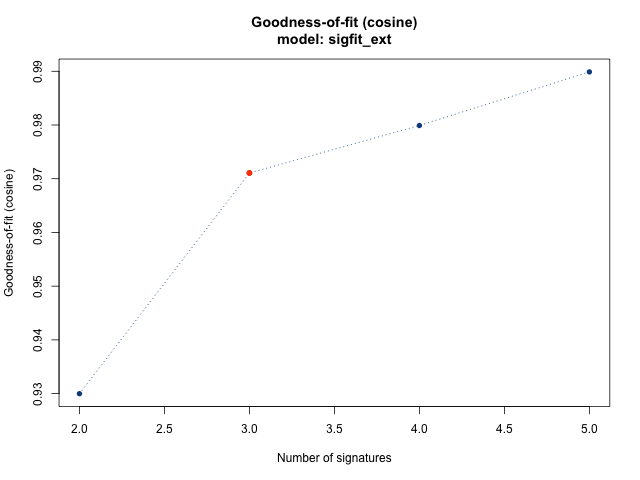 Goodness-of-fit (cosine)
model: sigfit_ext
Goodness-of-fit (cosine)
0.99
0.98
0.97
0.96
0.95
0.94
0.93
2.0 2.5 3.0 3.5 4.0 4.5 5.0
Number of signatures